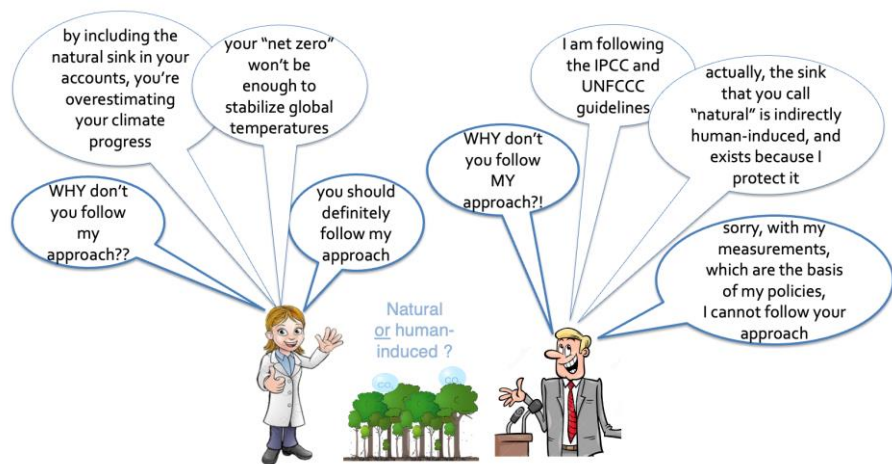 by including the
natural sink in your
accounts, you're
overestimating
your climate
progress
your "net zero"
won't be
enough to
stabilize global
temperatures
WHY don't
you follow
my
approach??
you should
definitely
follow my
approach
I am following
the IPCC and
UNFCCC
guidelines
actually, the sink
that you call
"natural" is indirectly
human-induced, and
exists because I
protect it
WHY don't
you follow
MY
approach?!
sorry, with my
measurements,
which are the basis
of my policies,
I cannot follow your
approach
Natural
or human-
induced ?